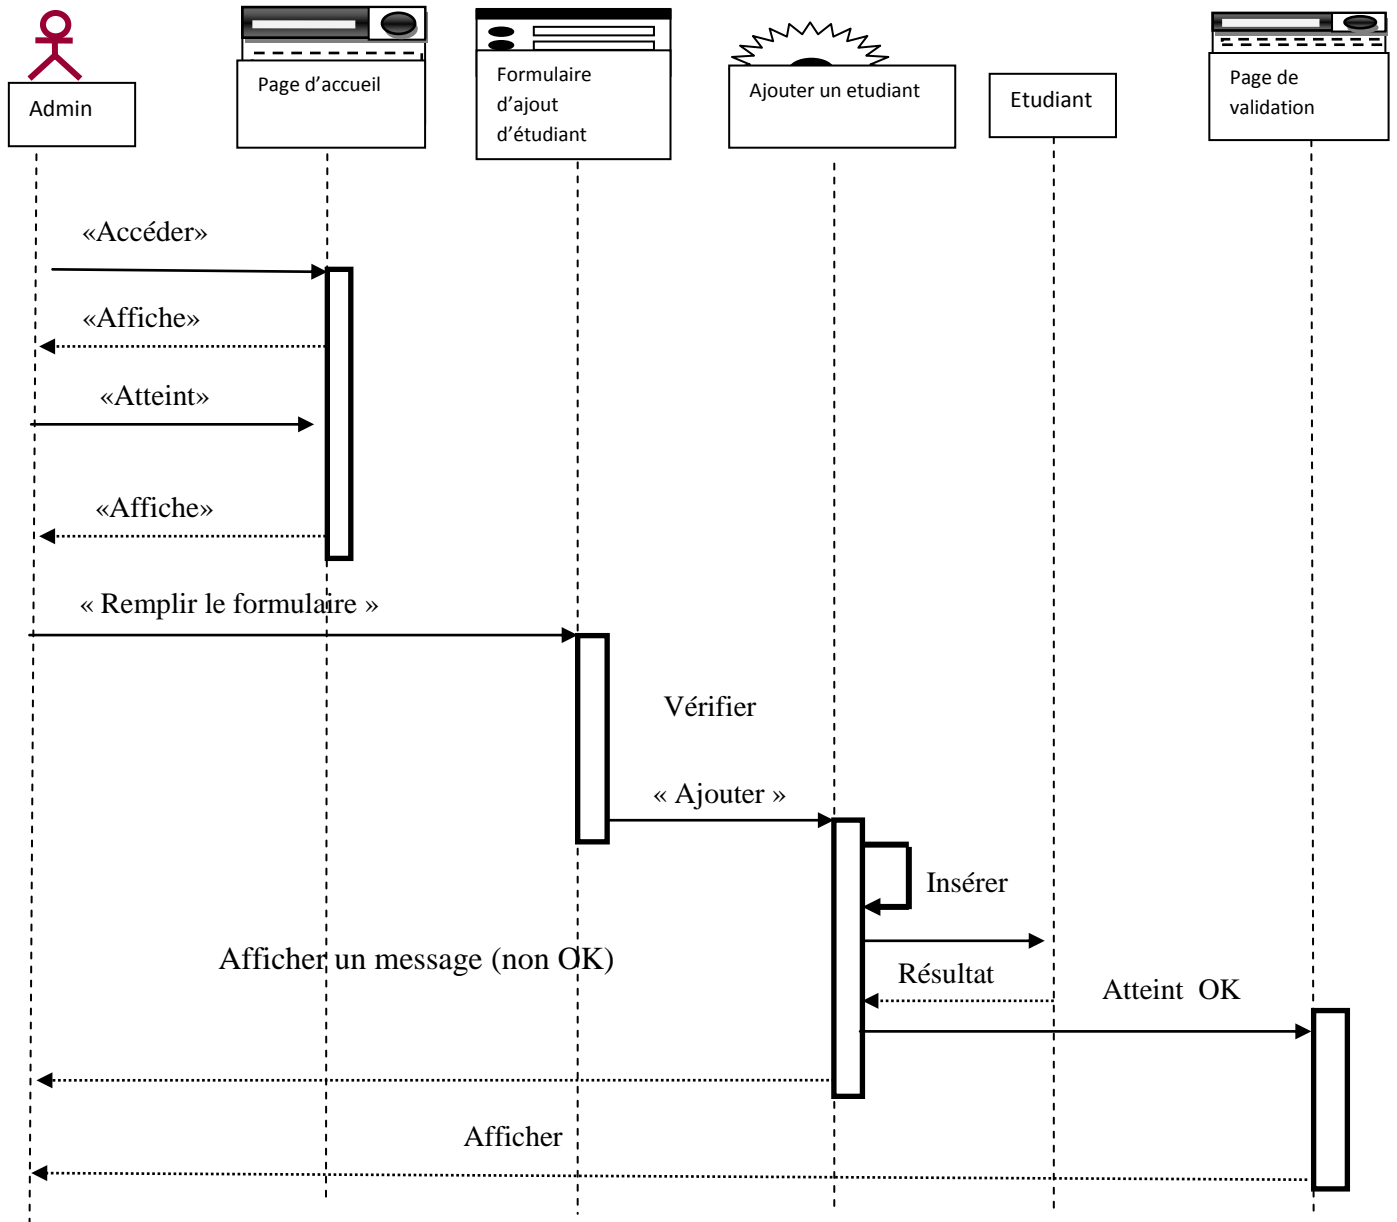 Admin
Page d’accueil
Formulaire
d’ajout
d’étudiant
Ajouter un etudiant
Etudiant
Page de
validation
«Accéder»
«Affiche»
«Atteint»
«Affiche»
« Remplir le formulaire »
Vérifier
« Ajouter »
Insérer
Afficher un message (non OK)
Résultat
Atteint OK
Afficher